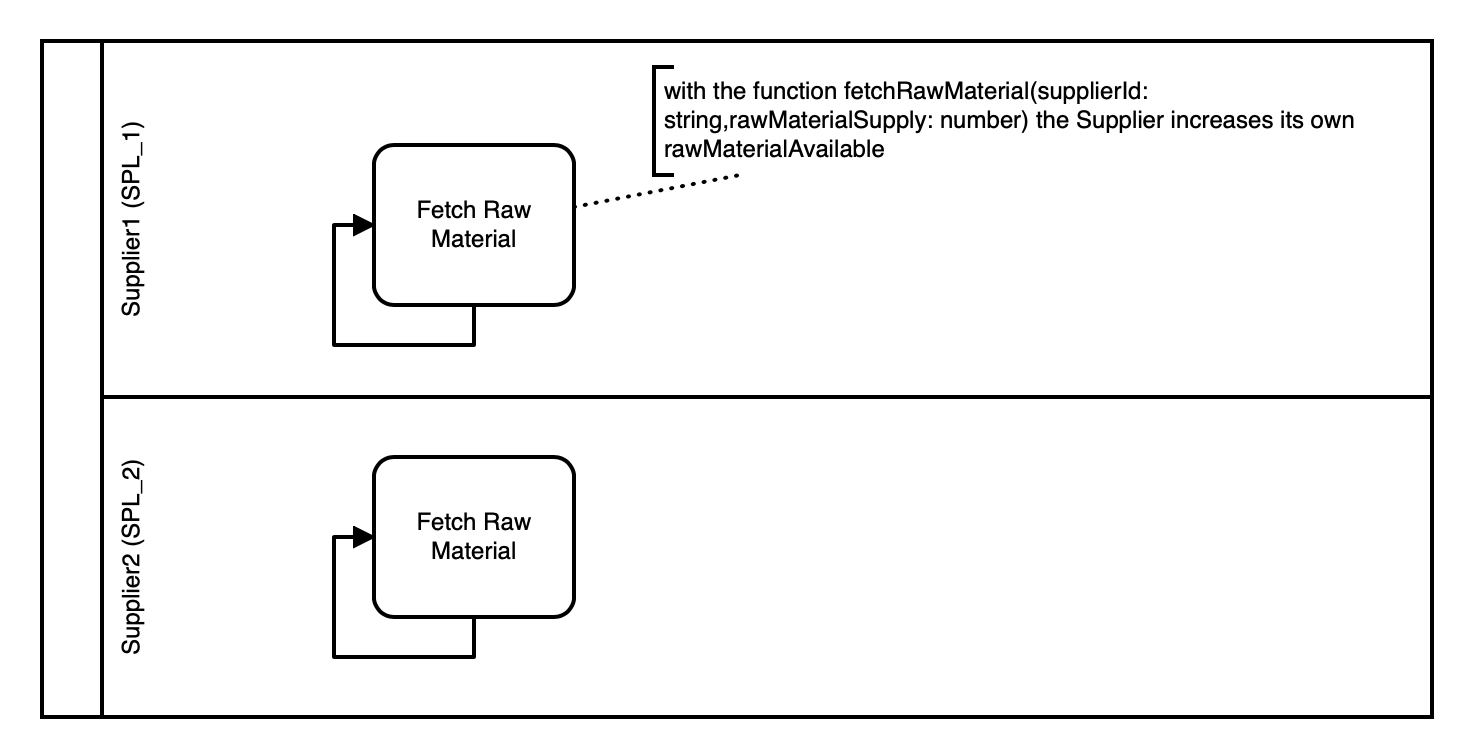 with the function fetchRawMaterial(supplierId:
string,rawMaterialSupply: number) the Supplier increases its own
rawMaterialAvailable
Supplier1 (SPL_1)
Fetch Raw
Material
Supplier2 (SPL_2)
Fetch Raw
Material